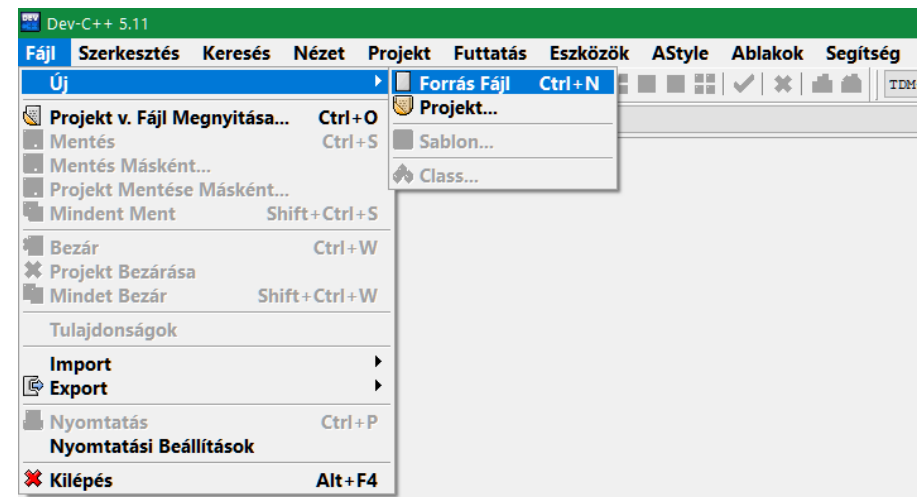 Dev-C++ 5.11
Fájl Szerkesztés Keresés Nézet Projekt Futtatás Eszközök AStyle Ablakok Segítség
Új
Forrás Fájl Ctrl+N
TDM
Projekt v. Fájl Megnyitása... Ctrl+O
Projekt...
Mentés Ctrl+S
Sablon...
Mentés Másként...
Class...
Projekt Mentése Másként...
Mindent Ment Shift+Ctrl+S
Bezár Ctrl+W
Projekt Bezárása
Mindet Bezár Shift+Ctrl+W
Tulajdonságok
Import
Export
Nyomtatás Ctrl+P
Nyomtatási Beállítások
Kilépés Alt+F4